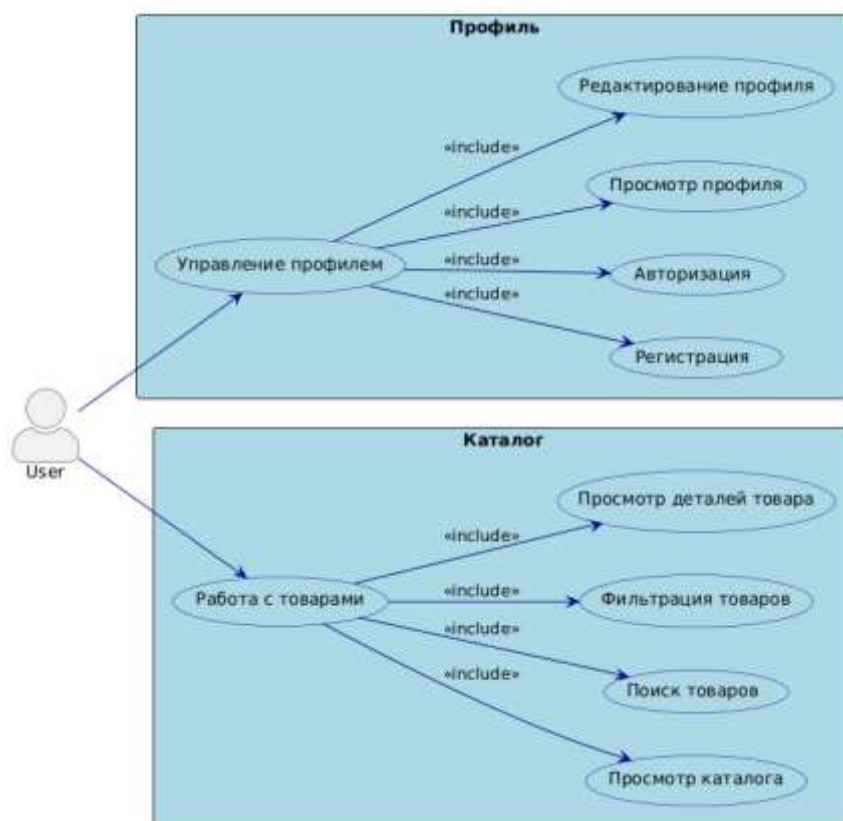 Профиль
Редактирование профиля
«include»
Просмотр профиля
«include»
Управление профилем
«include»
Авторизация
«include»
Регистрация
User
Каталог
Просмотр деталей товара
«include»
Работа с товарами
«include»
Фильтрация товаров
«include»
Поиск товаров
«include»
Просмотр каталога